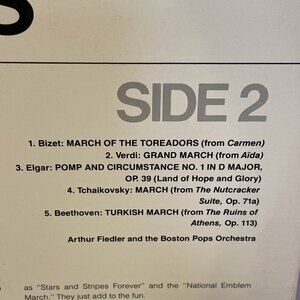 S
SIDE 2
1. Bizet: MARCH OF THE TOREADORS (from Carmen)
2. Verdi: GRAND MARCH (from Aïda)
3. Elgar: POMP AND CIRCUMSTANCE NO. 1 IN D MAJOR,
OP. 39 (Land of Hope and Glory)
4. Tchaikovsky: MARCH (from The Nutcracker
Suite, Op. 71a)
5. Beethoven: TURKISH MARCH (from The Ruins of
Athens, Op. 113)
Arthur Fiedler and the Boston Pops Orchestra
as "Stars and Stripes Forever" and the "National Emblem
March." They just add to the fun.